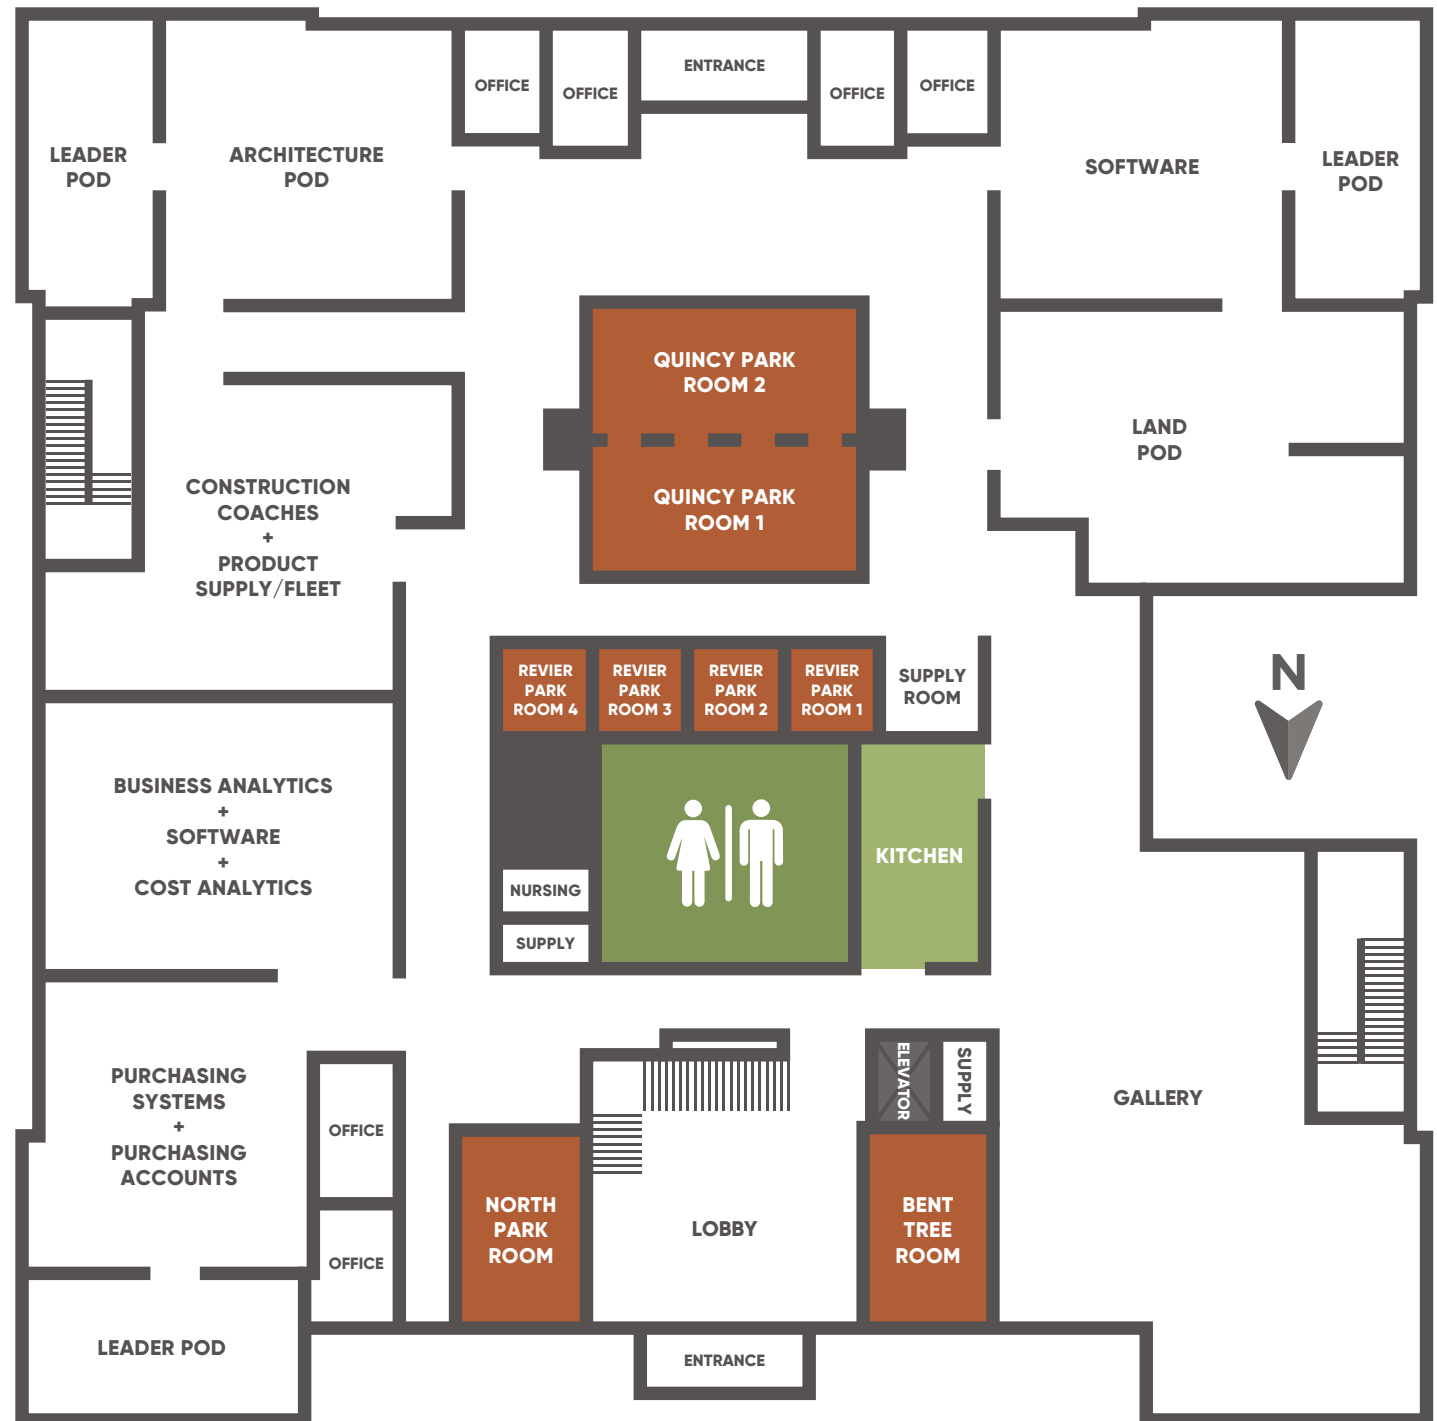 ENTRANCE
OFFICE
OFFICE
OFFICE
OFFICE
LEADER
POD
ARCHITECTURE
POD
SOFTWARE
LEADER
POD
QUINCY PARK
ROOM 2
LAND
POD
QUINCY PARK
ROOM 1
CONSTRUCTION
COACHES
+
PRODUCT
SUPPLY/FLEET
REVIER
PARK
ROOM 4
REVIER
PARK
ROOM 3
REVIER
PARK
ROOM 2
REVIER
PARK
ROOM 1
SUPPLY
ROOM
N
BUSINESS ANALYTICS
+
SOFTWARE
+
COST ANALYTICS
KITCHEN
NURSING
SUPPLY
PURCHASING
SYSTEMS
+
PURCHASING
ACCOUNTS
OFFICE
ELEVATOR
SUPPLY
GALLERY
NORTH
PARK
ROOM
LOBBY
BENT
TREE
ROOM
OFFICE
LEADER POD
ENTRANCE